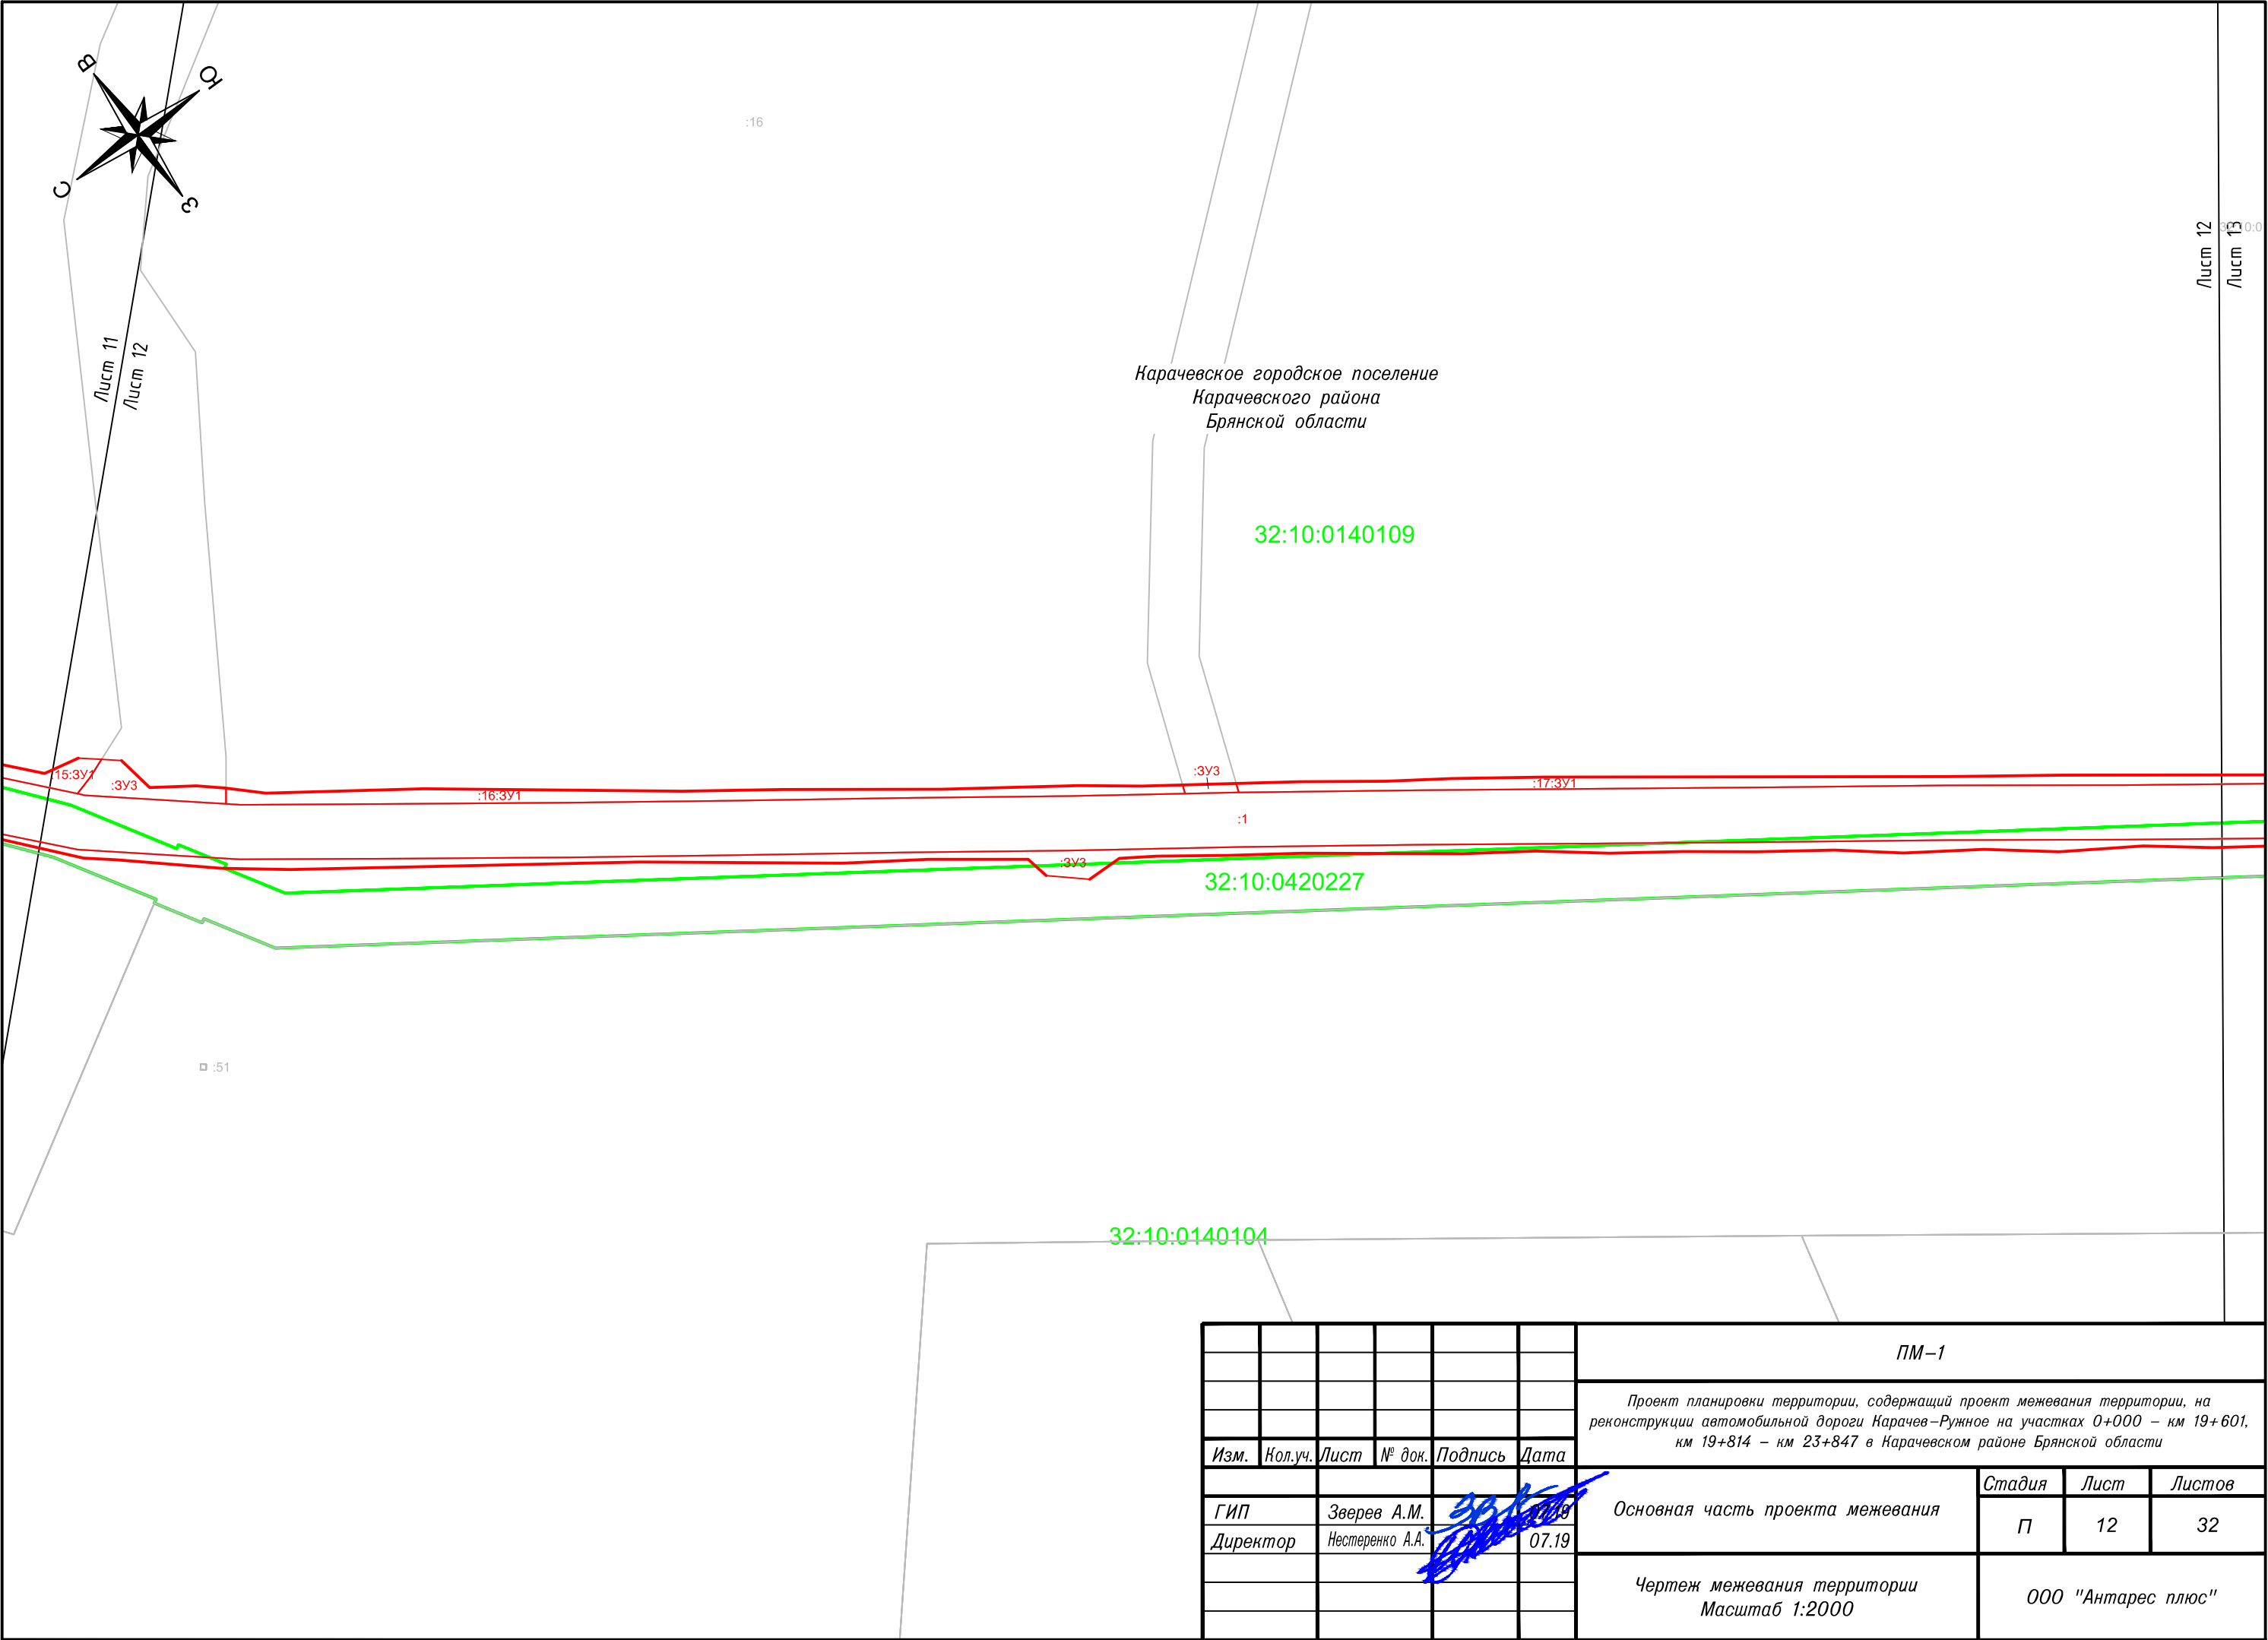 В
Ю
С
З
:16
Лист 11
Лист 12
Лист 12
Лист 13
Карачевское городское поселение
Карачевского района
Брянской области
32:10:0140109
15:ЗУ1
:ЗУ3
:16:ЗУ1
:ЗУ3
:17:ЗУ1
:1
:ЗУ3
32:10:0420227
:51
32:10:0140104
ПМ-1
Проект планировки территории, содержащий проект межевания территории, на
реконструкции автомобильной дороги Карачев-Ружное на участках 0+000 - км 19+601,
км 19+814 - км 23+847 в Карачевском районе Брянской области
Изм. Кол.уч. Лист № док. Подпись Дата
ГИП Зверев А.М. 07.19
Директор Нестеренко А.А. 07.19
Основная часть проекта межевания
Стадия Лист Листов
П 12 32
Чертеж межевания территории
Масштаб 1:2000
ООО "Антарес плюс"